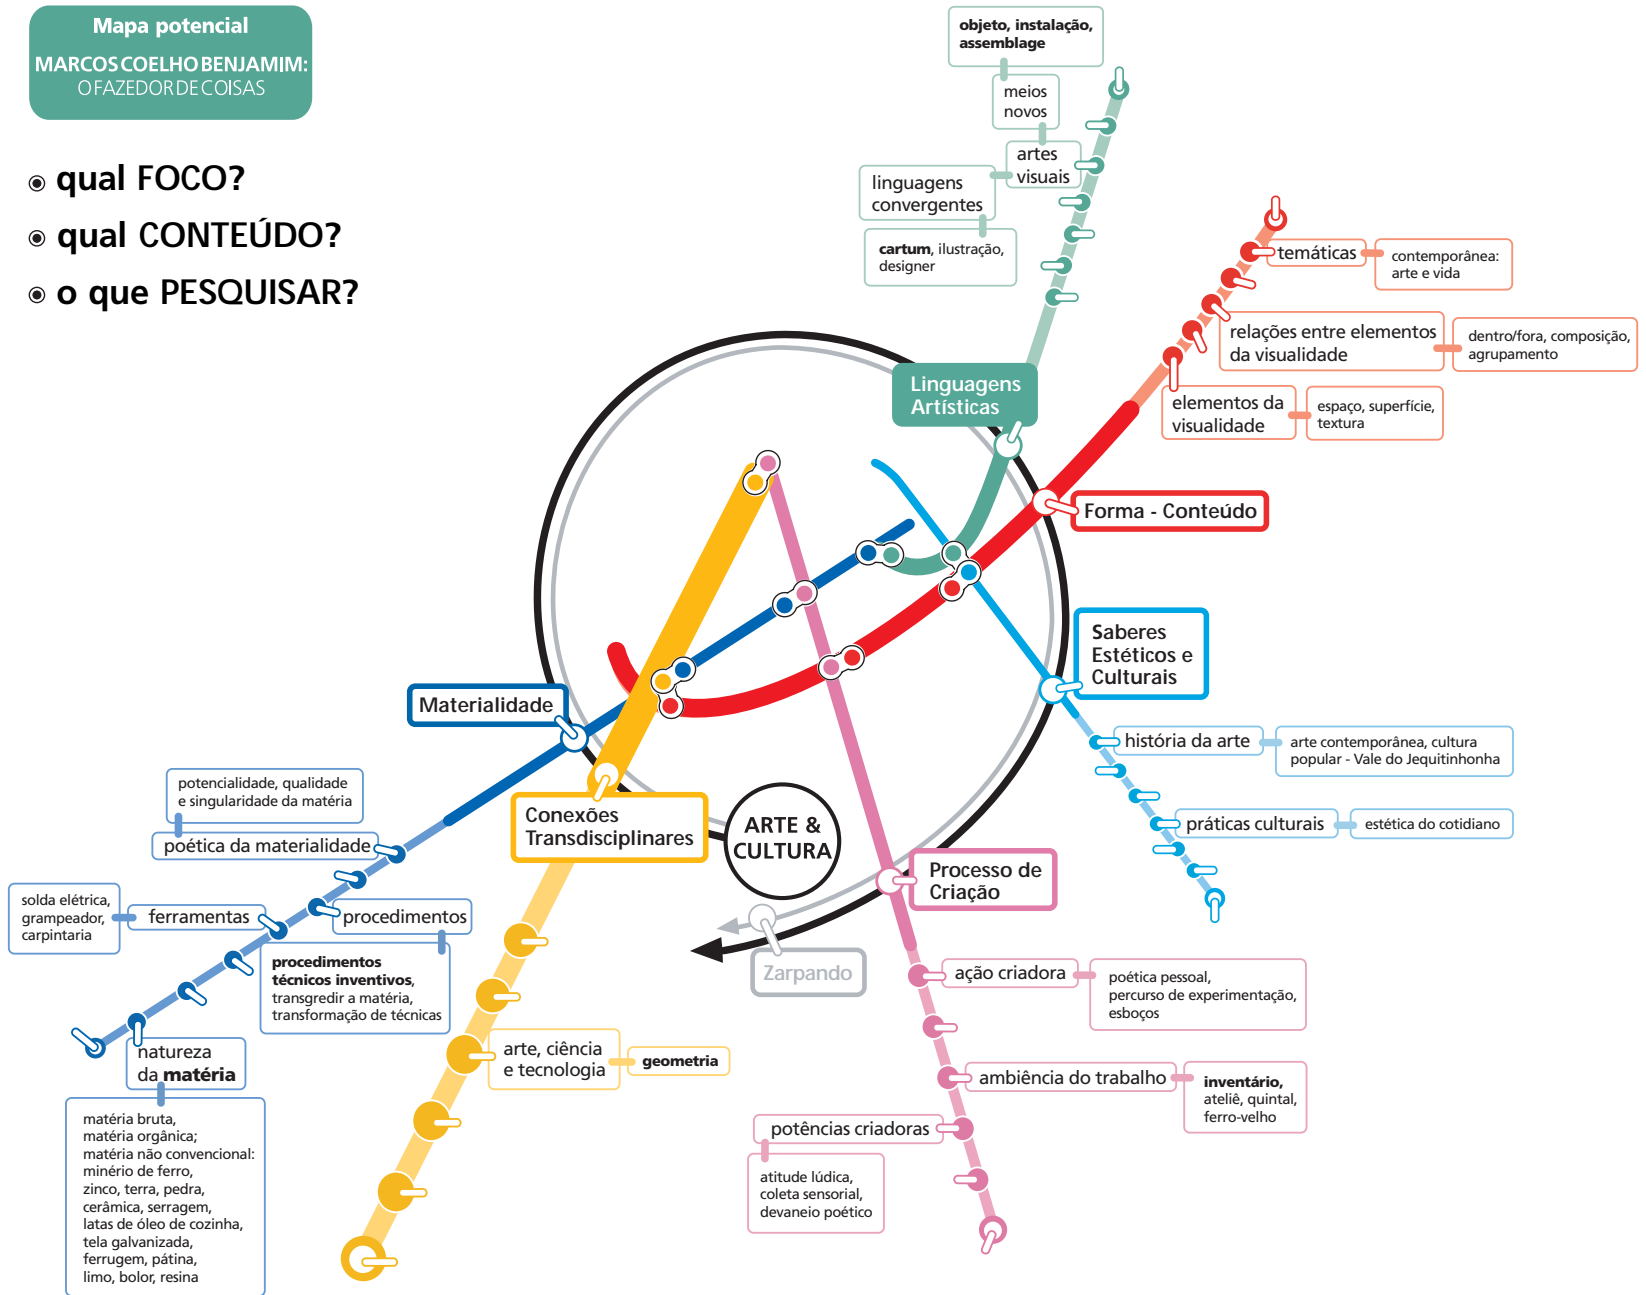 Mapa potencial
MARCOS COELHO BENJAMIM:
O FAZEDOR DE COISAS
qual FOCO?
qual CONTEÚDO?
o que PESQUISAR?
objeto, instalação,
assemblage
meios
novos
artes
visuais
linguagens
convergentes
cartum, ilustração,
designer
Linguagens
Artísticas
temáticas
contemporânea:
arte e vida
relações entre elementos
da visualidade
dentro/fora, composição,
agrupamento
elementos da
visualidade
espaço, superfície,
textura
Forma - Conteúdo
Saberes
Estéticos e
Culturais
história da arte
arte contemporânea, cultura
popular - Vale do Jequitinhonha
práticas culturais
estética do cotidiano
Materialidade
potencialidade, qualidade
e singularidade da matéria
poética da materialidade
solda elétrica,
grampeador,
carpintaria
ferramentas
procedimentos
procedimentos
técnicos inventivos,
transgredir a matéria,
transformação de técnicas
natureza
da matéria
matéria bruta,
matéria orgânica;
matéria não convencional:
minério de ferro,
zinco, terra, pedra,
cerâmica, serragem,
latas de óleo de cozinha,
tela galvanizada,
ferrugem, pátina,
limo, bolor, resina
Conexões
Transdisciplinares
arte, ciência
e tecnologia
geometria
ARTE &
CULTURA
Zarpando
Processo de
Criação
ação criadora
poética pessoal,
percurso de experimentação,
esboços
ambiência do trabalho
inventário,
ateliê, quintal,
ferro-velho
potências criadoras
atitude lúdica,
coleta sensorial,
devaneio poético